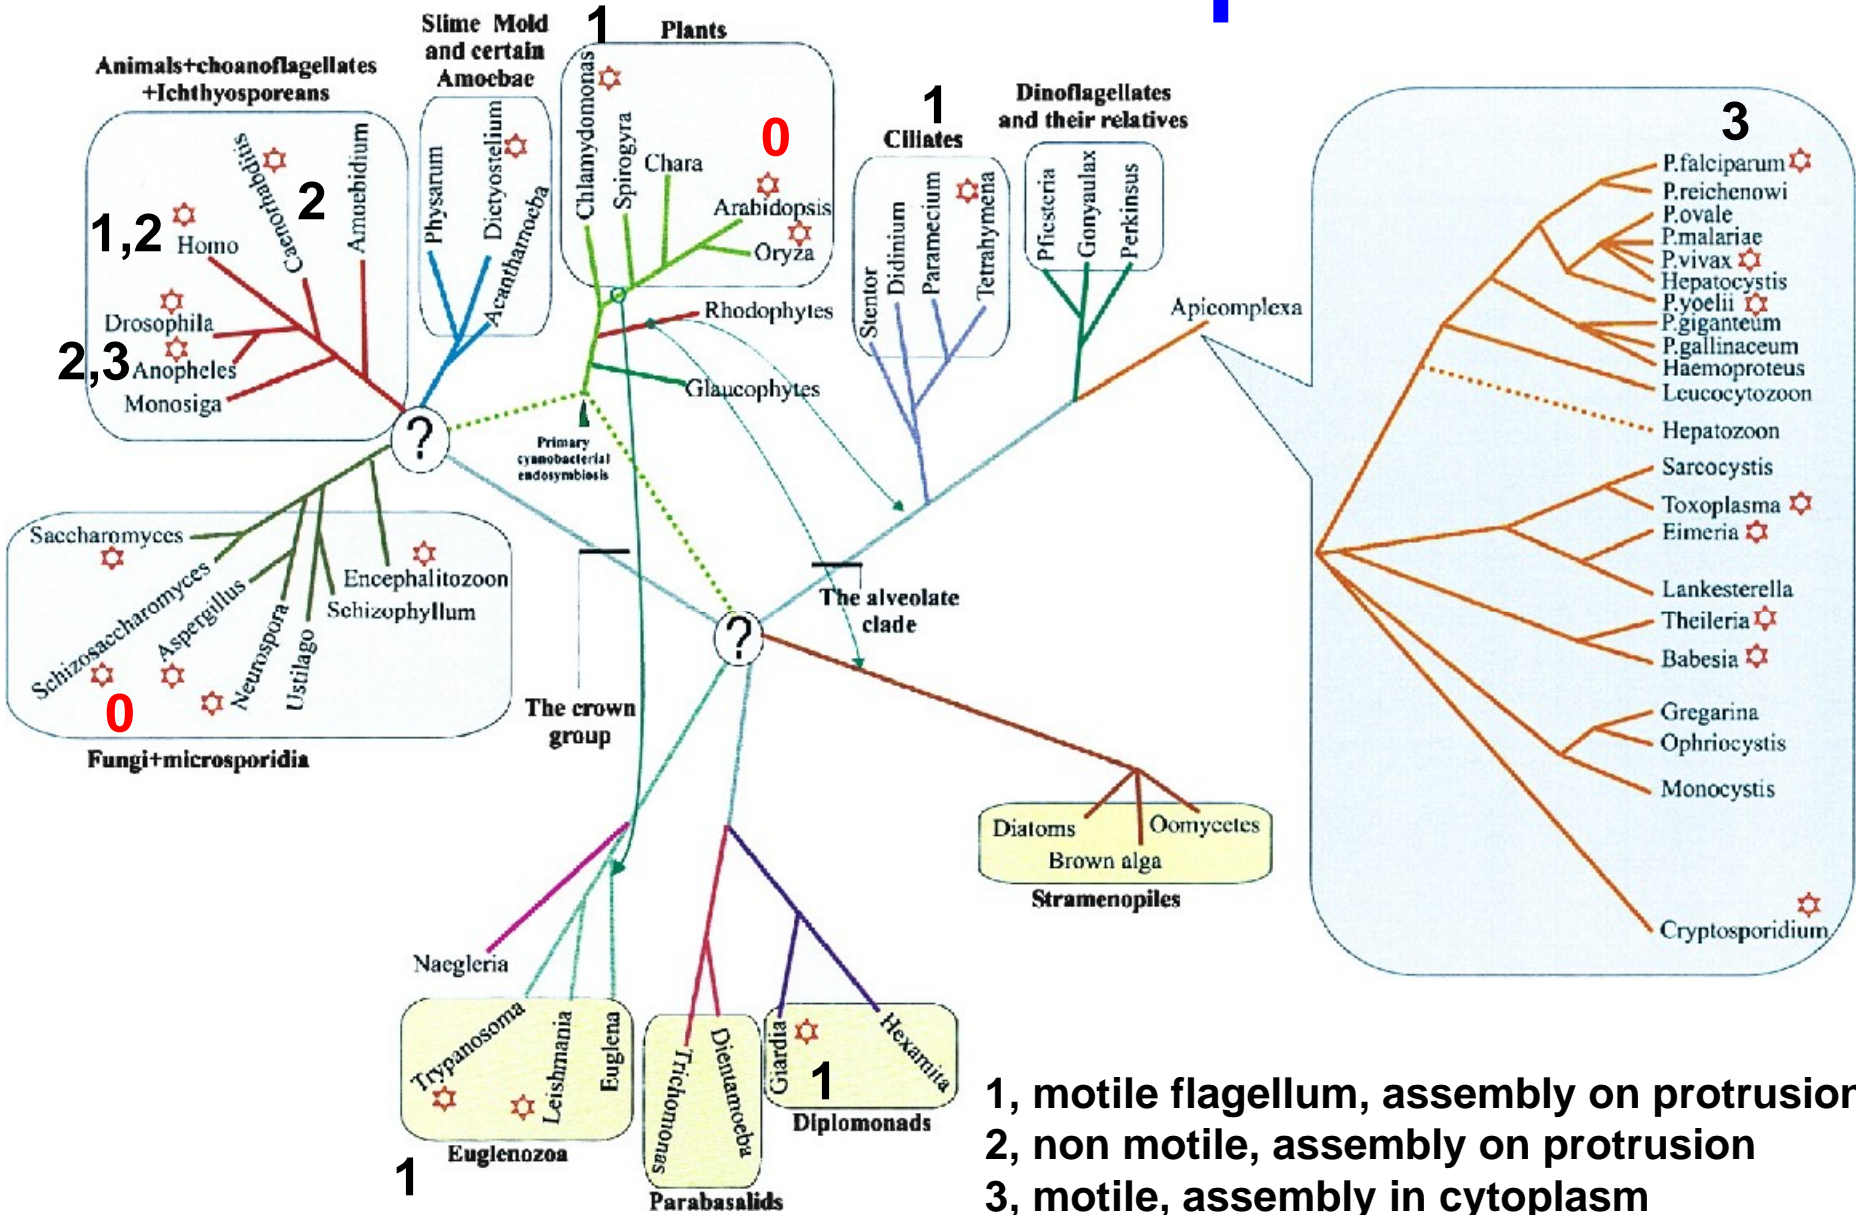 Animals+choanoflagellates
+Ichthyosporeans
1,2
Homo
Caenorhabditis
2
Amoebidium
Drosophila
2,3
Anopheles
Monosiga
Slime Mold
and certain
Amoebae
Physarum
Dictyostelium
Acanthamoeba
1
Plants
Chlamydomonas
Spirogyra
Chara
0
Arabidopsis
Oryza
Rhodophytes
Glaucophytes
?
Primary
cyanobacterial
endosymbiosis
1
Ciliates
Stentor
Didinium
Paramecium
Tetrahymena
Dinoflagellates
and their relatives
Pfiesteria
Gonyaulax
Perkinsus
Apicomplexa
3
P.falciparum
P.reichenowi
P.ovale
P.malariae
P.vivax
Hepatocystis
P.yoelii
P.giganteum
P.gallinaceum
Haemoproteus
Leucocytozoon
Hepatozoon
Sarcocystis
Toxoplasma
Eimeria
Lankesterella
Theileria
Babesia
Gregarina
Ophriocystis
Monocystis
Cryptosporidium
Saccharomyces
Schizosaccharomyces
Aspergillus
Neurospora
Ustilago
Schizophyllum
Encephalitozoon
0
Fungi+microsporidia
The crown
group
The alveolate
clade
?
Diatoms
Brown alga
Oomycetes
Stramenopiles
Naegleria
Trypanosoma
Leishmania
Euglena
Euglenozoa
1
Trichomonas
Dientamoeba
Parabasalids
Giardia
1
Hexamita
Diplomonads
1, motile flagellum, assembly on protrusion
2, non motile, assembly on protrusion
3, motile, assembly in cytoplasm